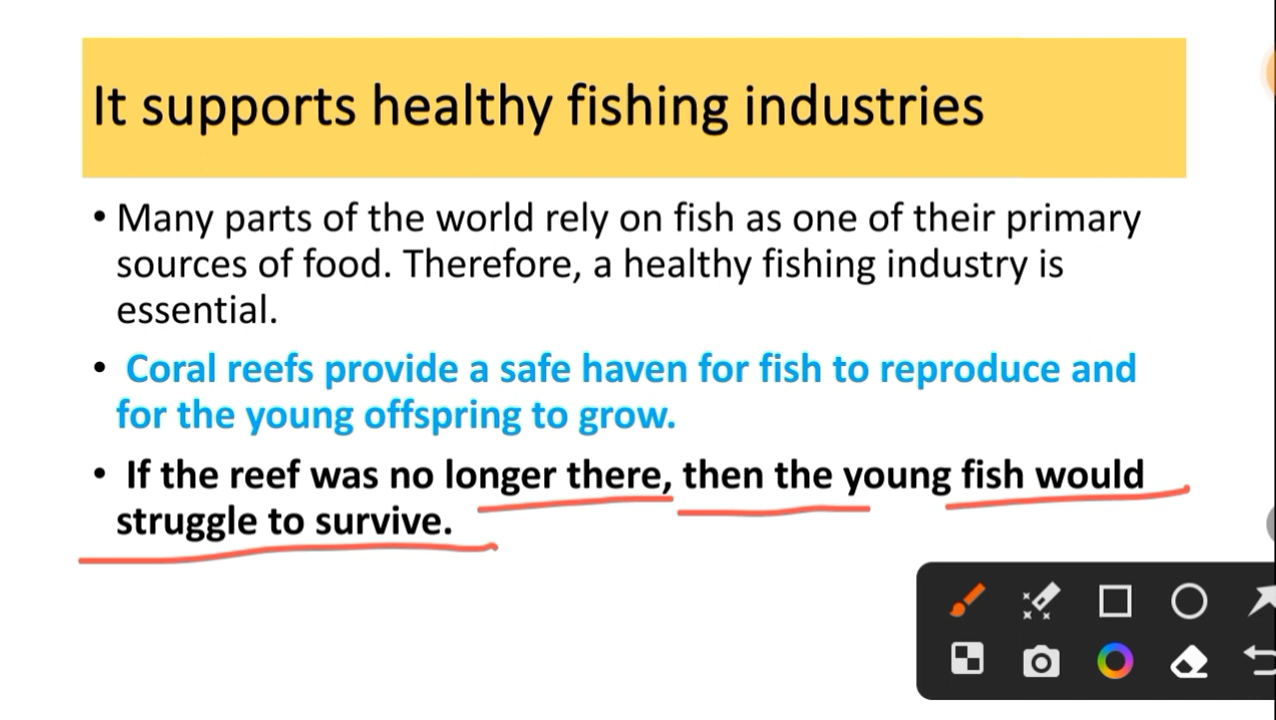 It supports healthy fishing industries
• Many parts of the world rely on fish as one of their primary
sources of food. Therefore, a healthy fishing industry is
essential.
• Coral reefs provide a safe haven for fish to reproduce and
for the young offspring to grow.
• If the reef was no longer there, then the young fish would
struggle to survive.